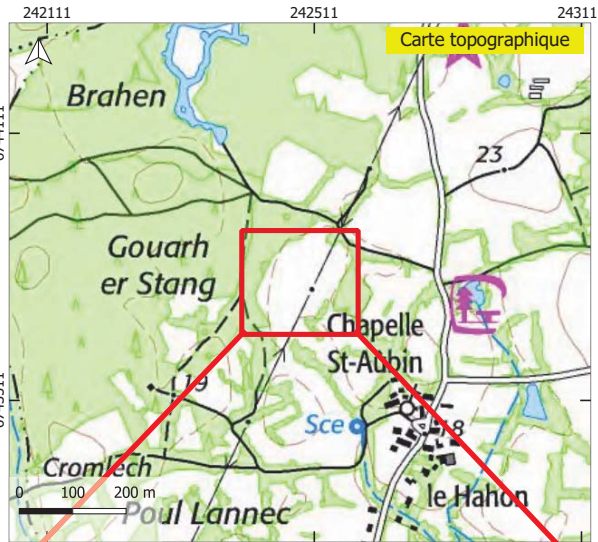 242111 242511 24311
Carte topographique
Brahen
23
Gouarh
er Stang
Chapelle
St-Aubin
19
Sce
18
Cromlech
le Hahon
0 100 200 m
Poul Lannec